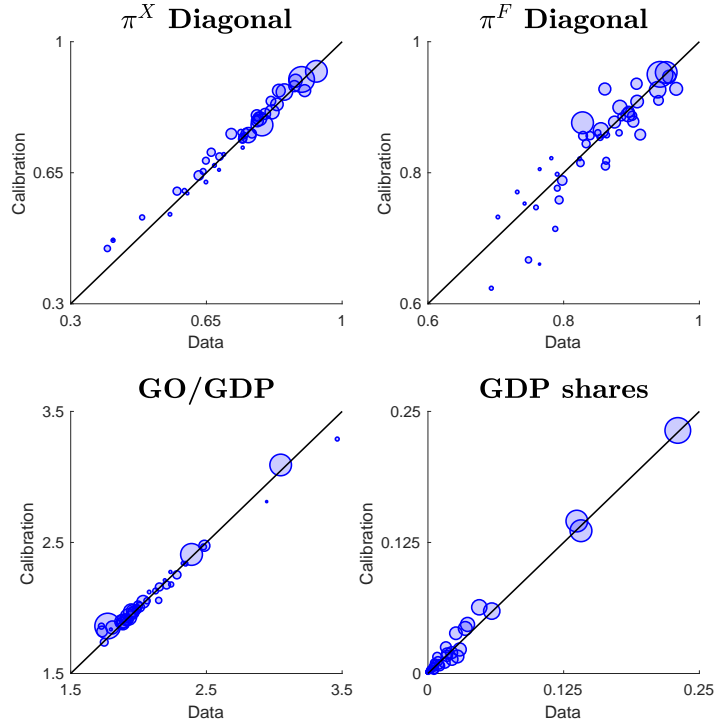 π^X Diagonal
1
0.65
0.3
Calibration
0.3 0.65 1
Data
π^F Diagonal
1
0.8
0.6
Calibration
0.6 0.8 1
Data
GO/GDP
3.5
2.5
1.5
Calibration
1.5 2.5 3.5
Data
GDP shares
0.25
0.125
0
Calibration
0 0.125 0.25
Data